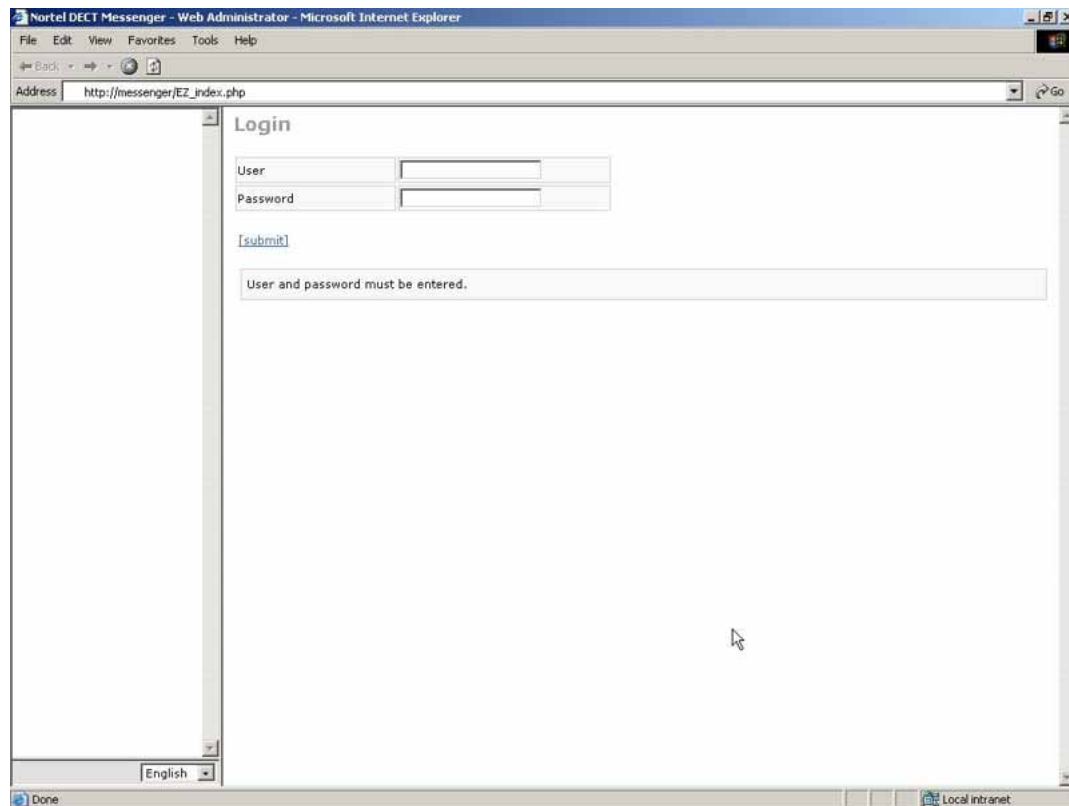 Nortel DECT Messenger - Web Administrator - Microsoft Internet Explorer
File Edit View Favorites Tools Help
Back
Address http://messenger/EZ_index.php Go
Login
User
Password
[submit]
User and password must be entered.
English
Done Local intranet